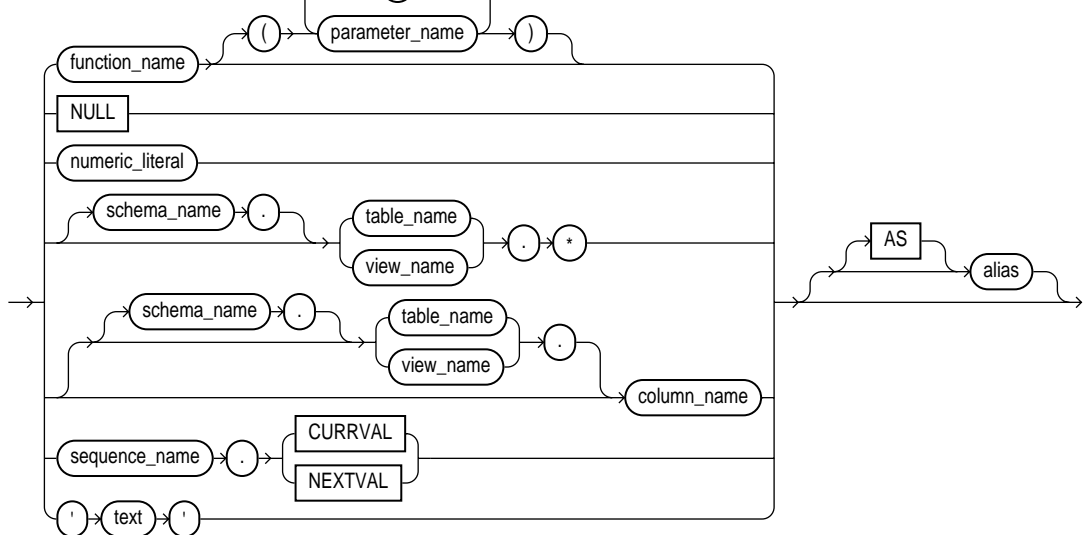 ( parameter_name )
function_name
NULL
numeric_literal
schema_name . table_name
view_name . *
AS
alias
schema_name . table_name
view_name .
column_name
sequence_name . CURRVAL
NEXTVAL
' text '